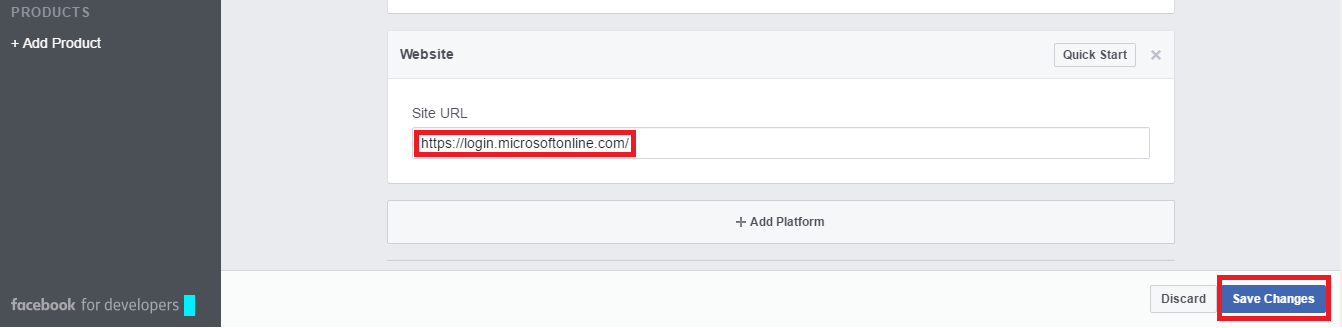 PRODUCTS
+ Add Product
Website
Quick Start
×
Site URL
https://login.microsoftonline.com/
+ Add Platform
facebook for developers
Discard
Save Changes